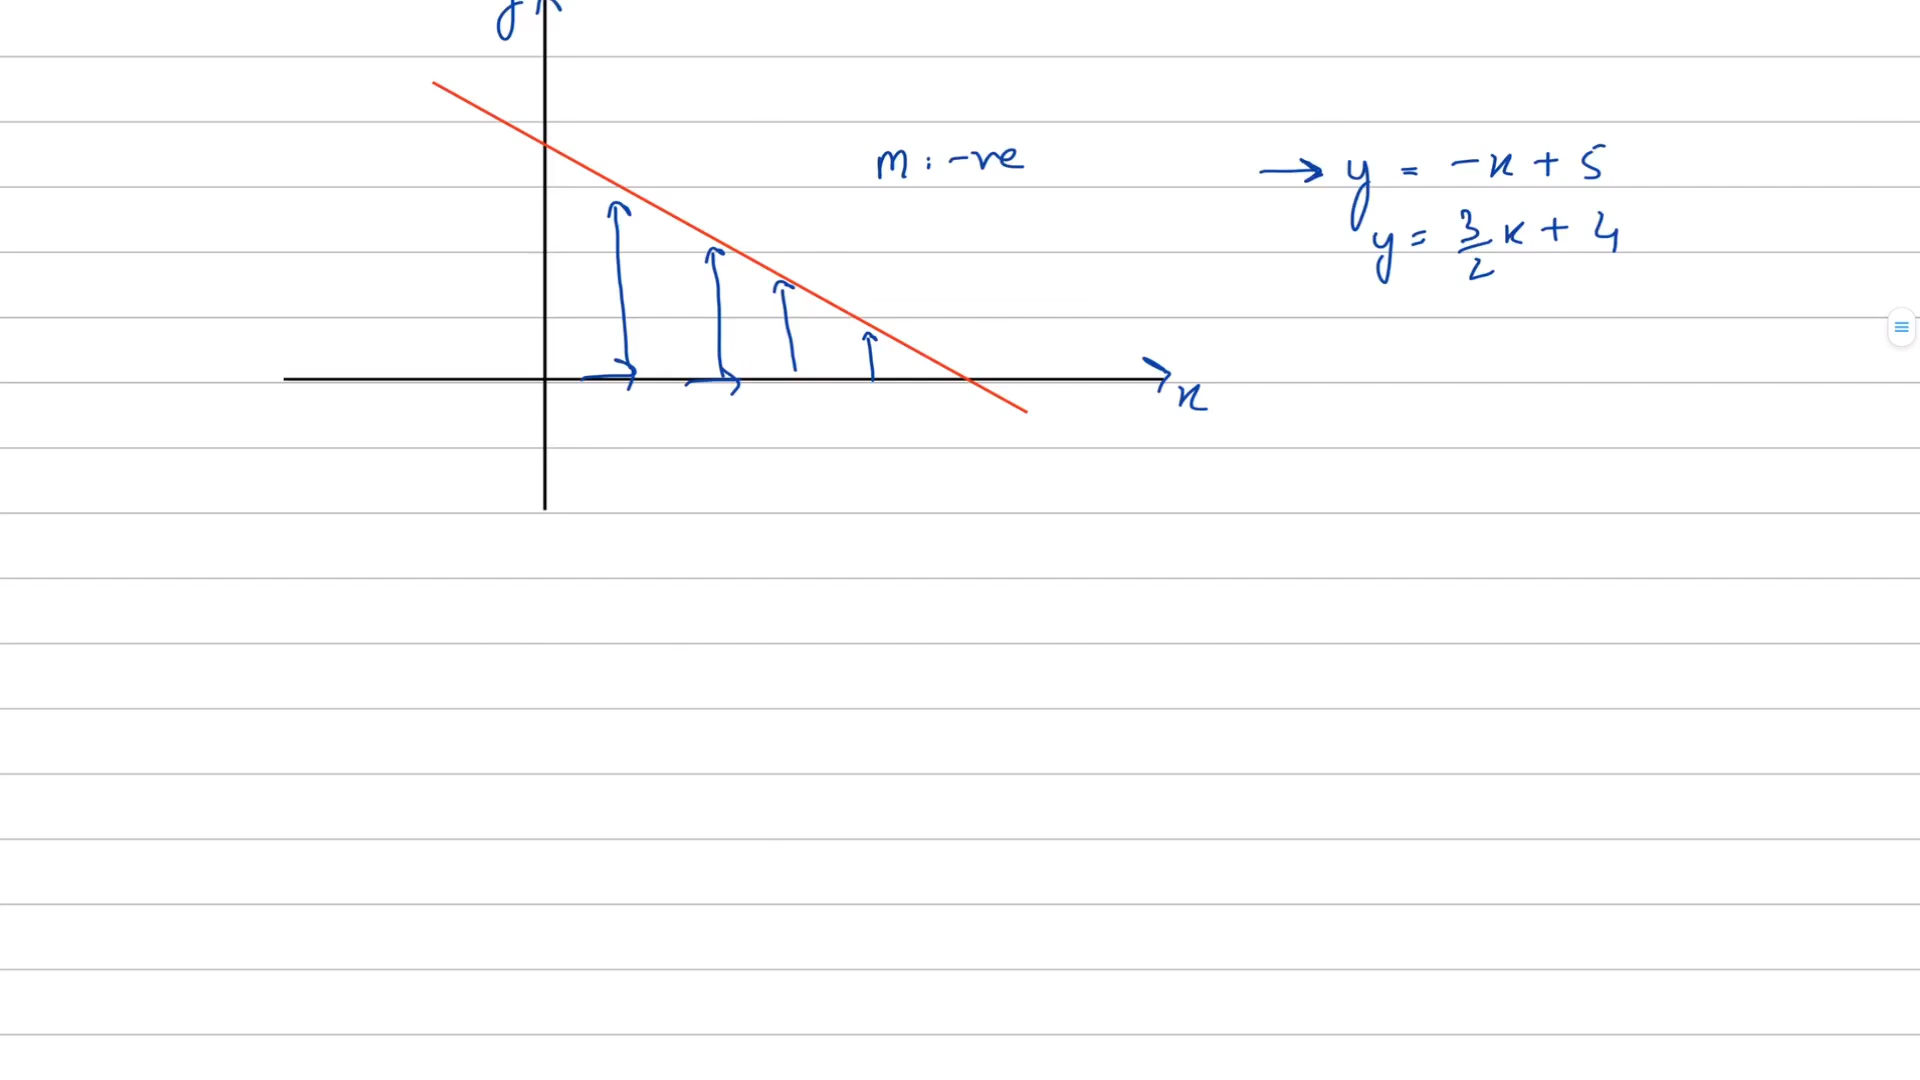 y
m : -ve
→ y = -x + 5
y = 3/2 x + 4
x